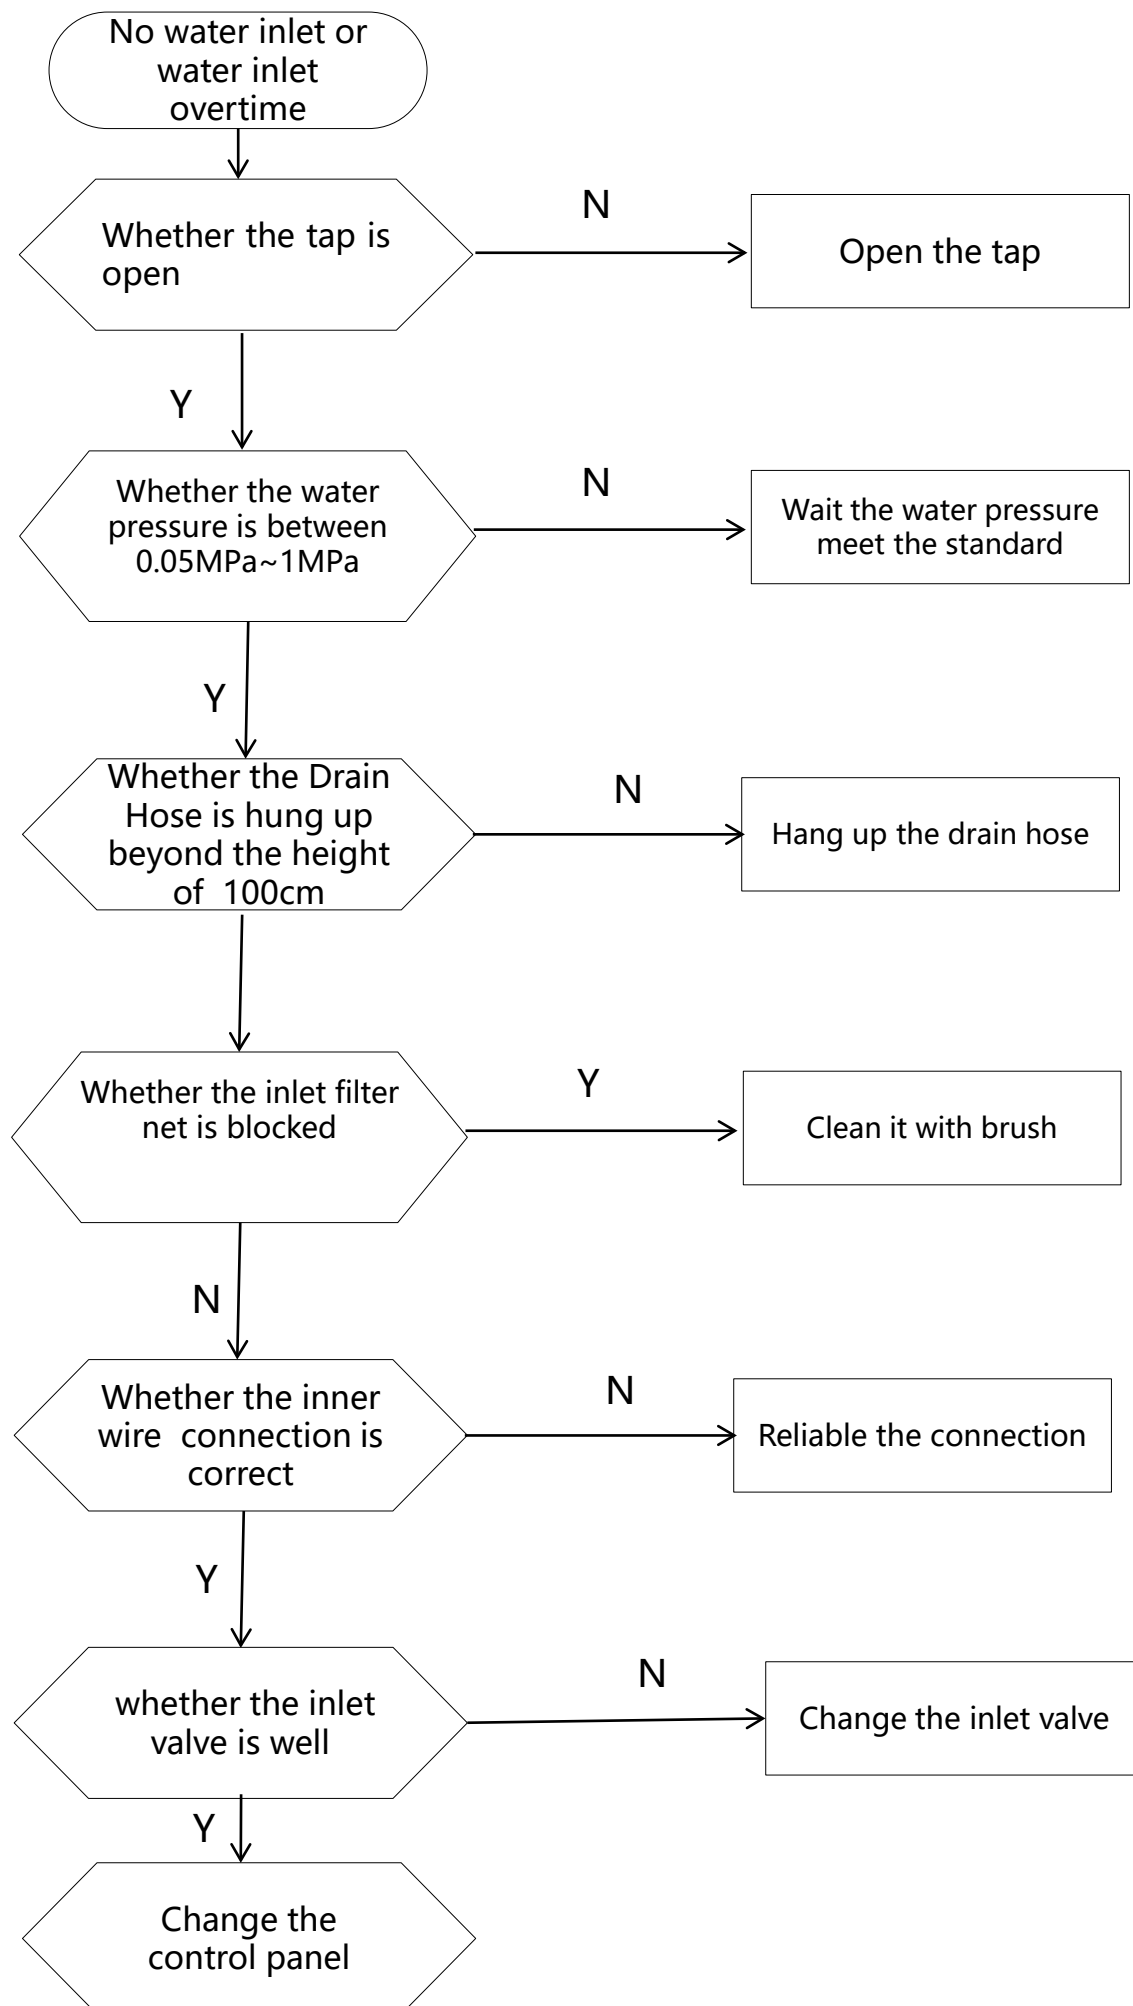 No water inlet or
water inlet
overtime
Whether the tap is
open
N
Open the tap
Y
Whether the water
pressure is between
0.05MPa~1MPa
N
Wait the water pressure
meet the standard
Y
Whether the Drain
Hose is hung up
beyond the height
of  100cm
N
Hang up the drain hose
Whether the inlet filter
net is blocked
Y
Clean it with brush
N
Whether the inner
wire  connection is
correct
N
Reliable the connection
Y
whether the inlet
valve is well
N
Change the inlet valve
Y
Change the
control panel